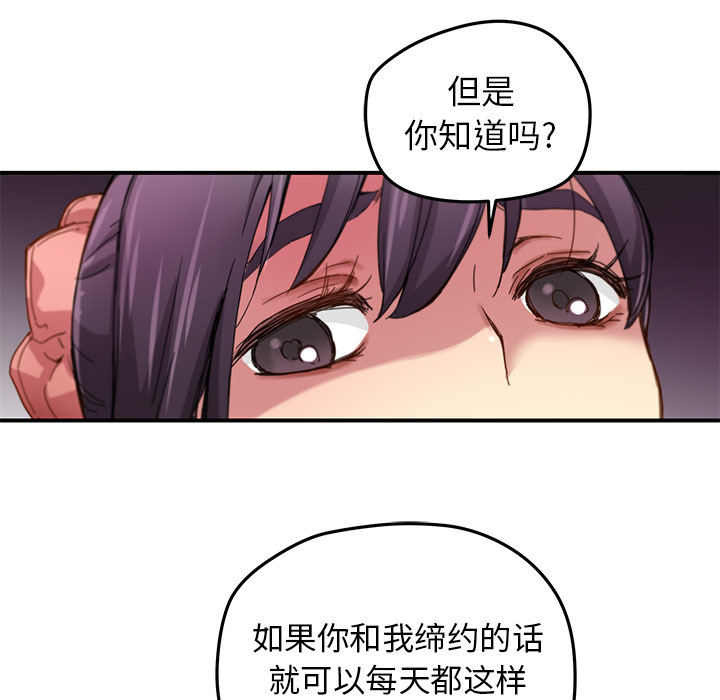 但是
你知道吗?
如果你和我缔约的话
就可以每天都这样